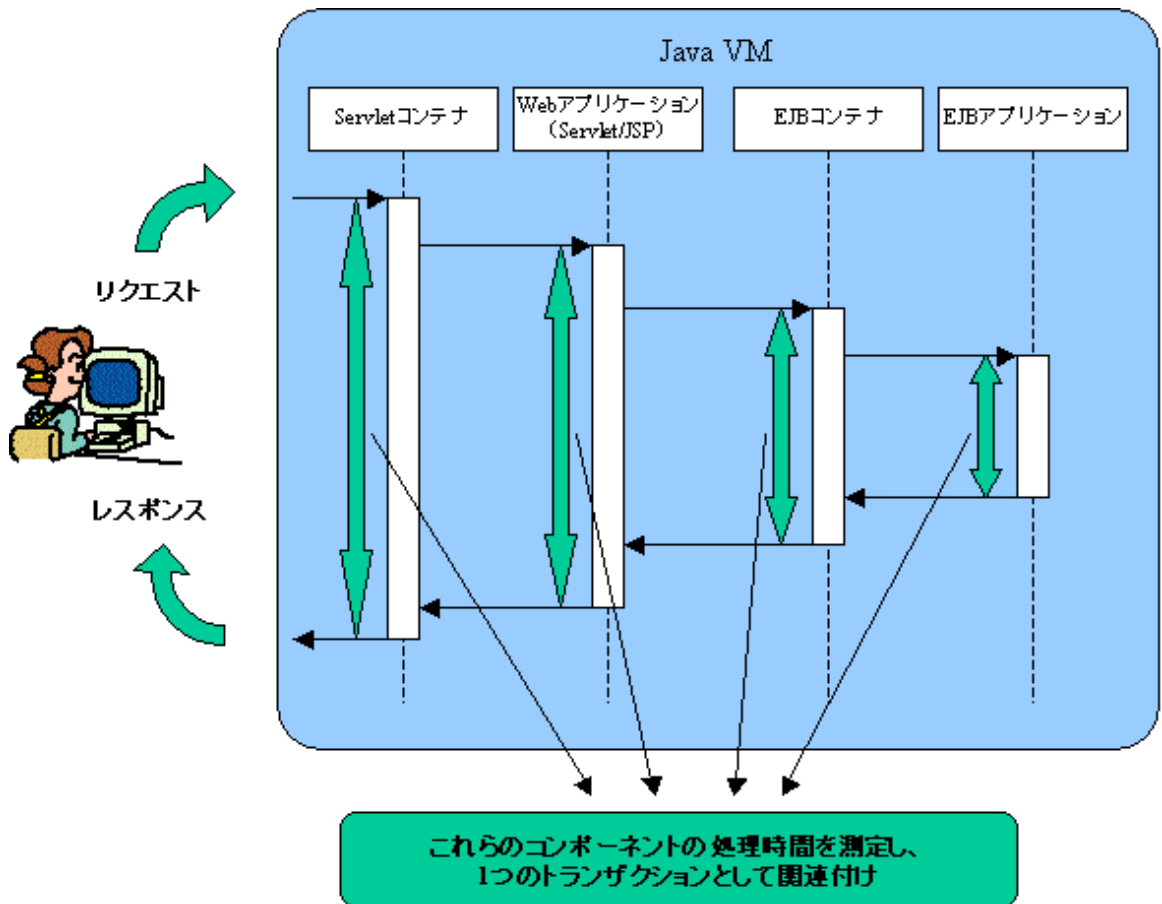 Java VM
Servletコンテナ
Webアプリケーション
（Servlet/JSP）
EJBコンテナ
EJBアプリケーション
リクエスト
レスポンス
これらのコンポーネントの処理時間を測定し、
1つのトランザクションとして関連付け